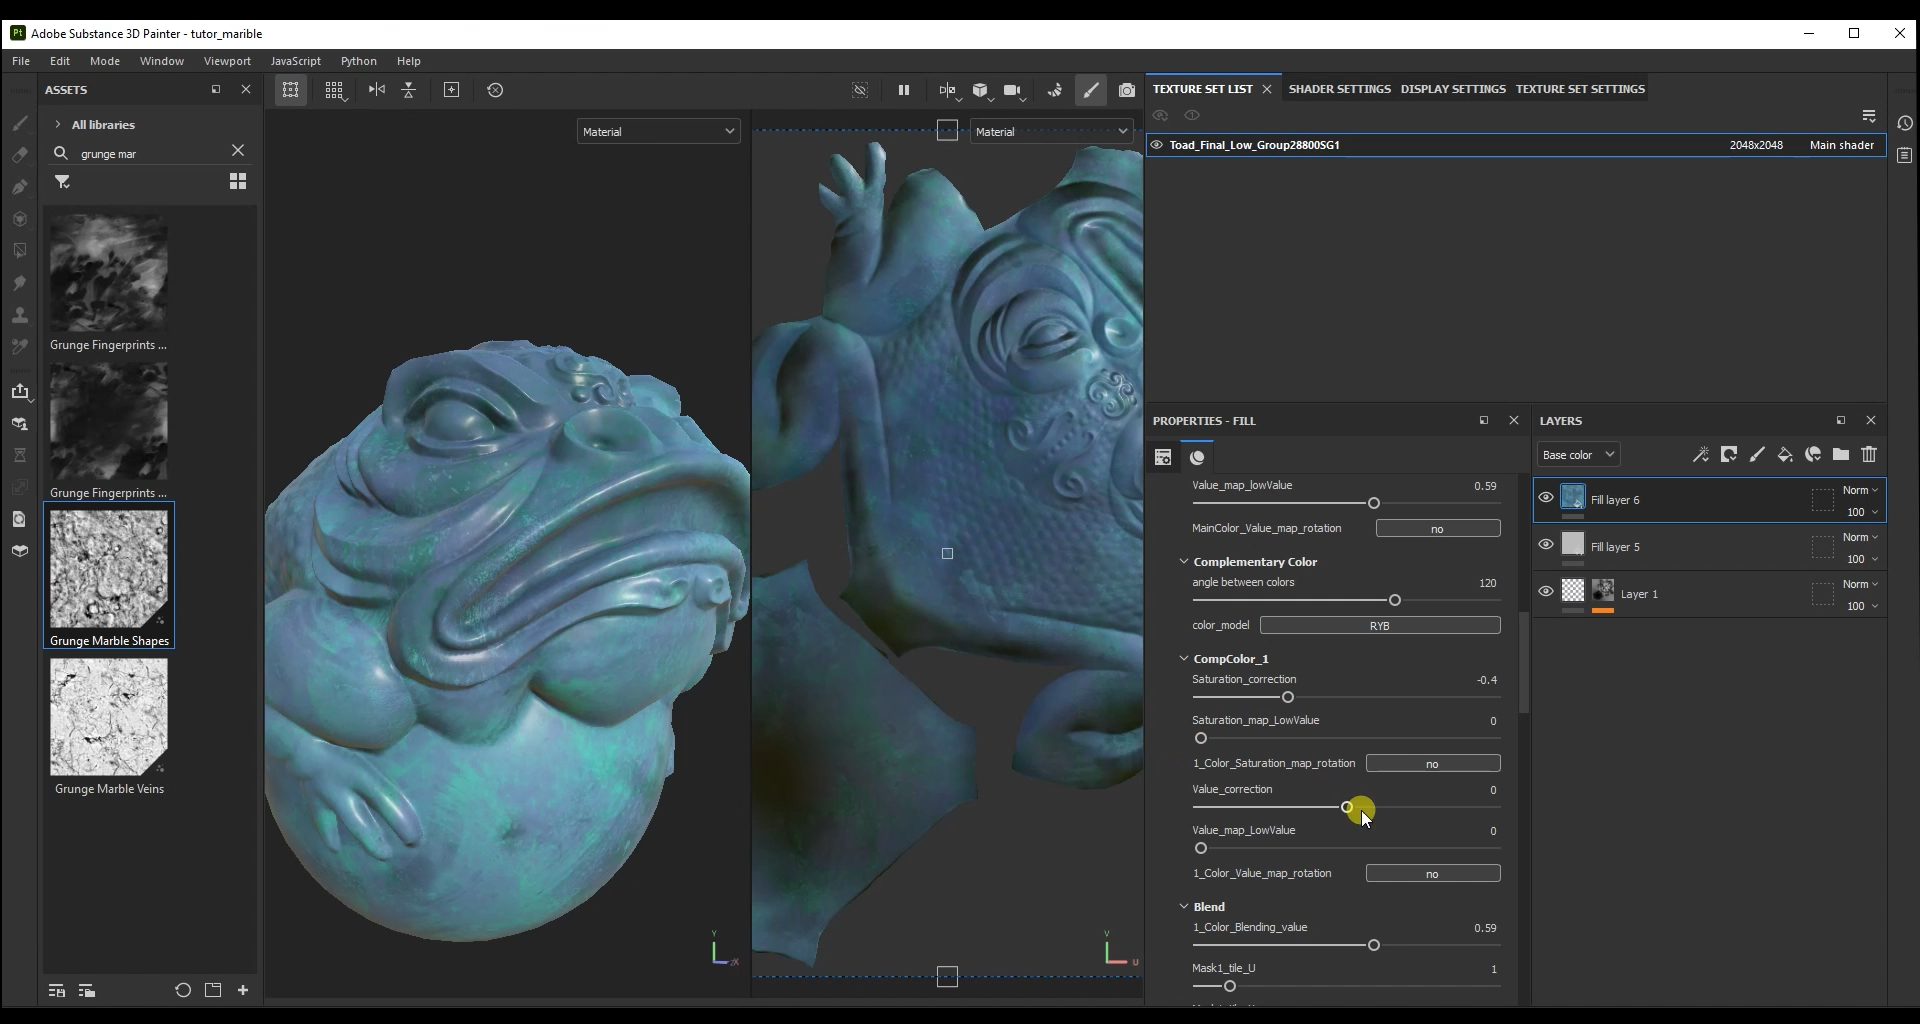 Pt Adobe Substance 3D Painter - tutor_marible
File Edit Mode Window Viewport JavaScript Python Help
ASSETS
All libraries
grunge mar
Grunge Fingerprints ...
Grunge Fingerprints ...
Grunge Marble Shapes
Grunge Marble Veins
Material
Material
Y
X
V
U
TEXTURE SET LIST SHADER SETTINGS DISPLAY SETTINGS TEXTURE SET SETTINGS
Toad_Final_Low_Group28800SG1 2048x2048 Main shader
PROPERTIES - FILL
Value_map_lowValue 0.59
MainColor_Value_map_rotation no
Complementary Color
angle between colors 120
color_model RYB
CompColor_1
Saturation_correction -0.4
Saturation_map_LowValue 0
1_Color_Saturation_map_rotation no
Value_correction 0
Value_map_LowValue 0
1_Color_Value_map_rotation no
Blend
1_Color_Blending_value 0.59
Mask1_tile_U 1
LAYERS
Base color
Fill layer 6 Norm
100
Fill layer 5 Norm
100
Layer 1 Norm
100